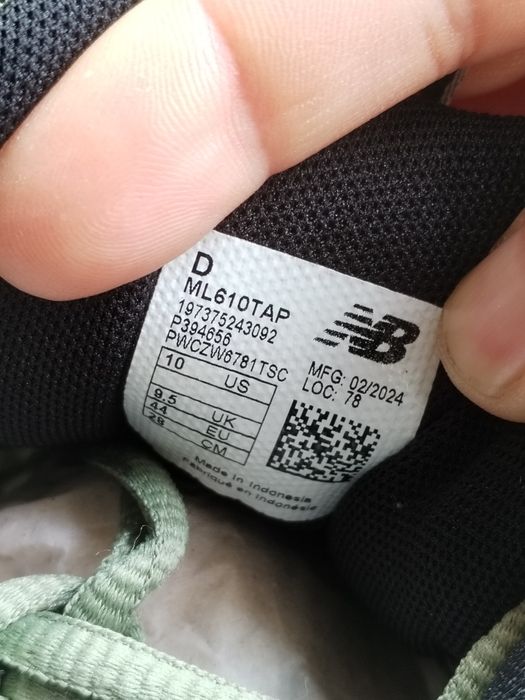 D
ML610TAP
197375243092
P394656
PWCZW6781TSC
10 US
9.5 UK
44 EU
28 CM
NB
MFG: 02/2024
LOC: 78
Made in Indonesia
Fabriqué en Indonésie